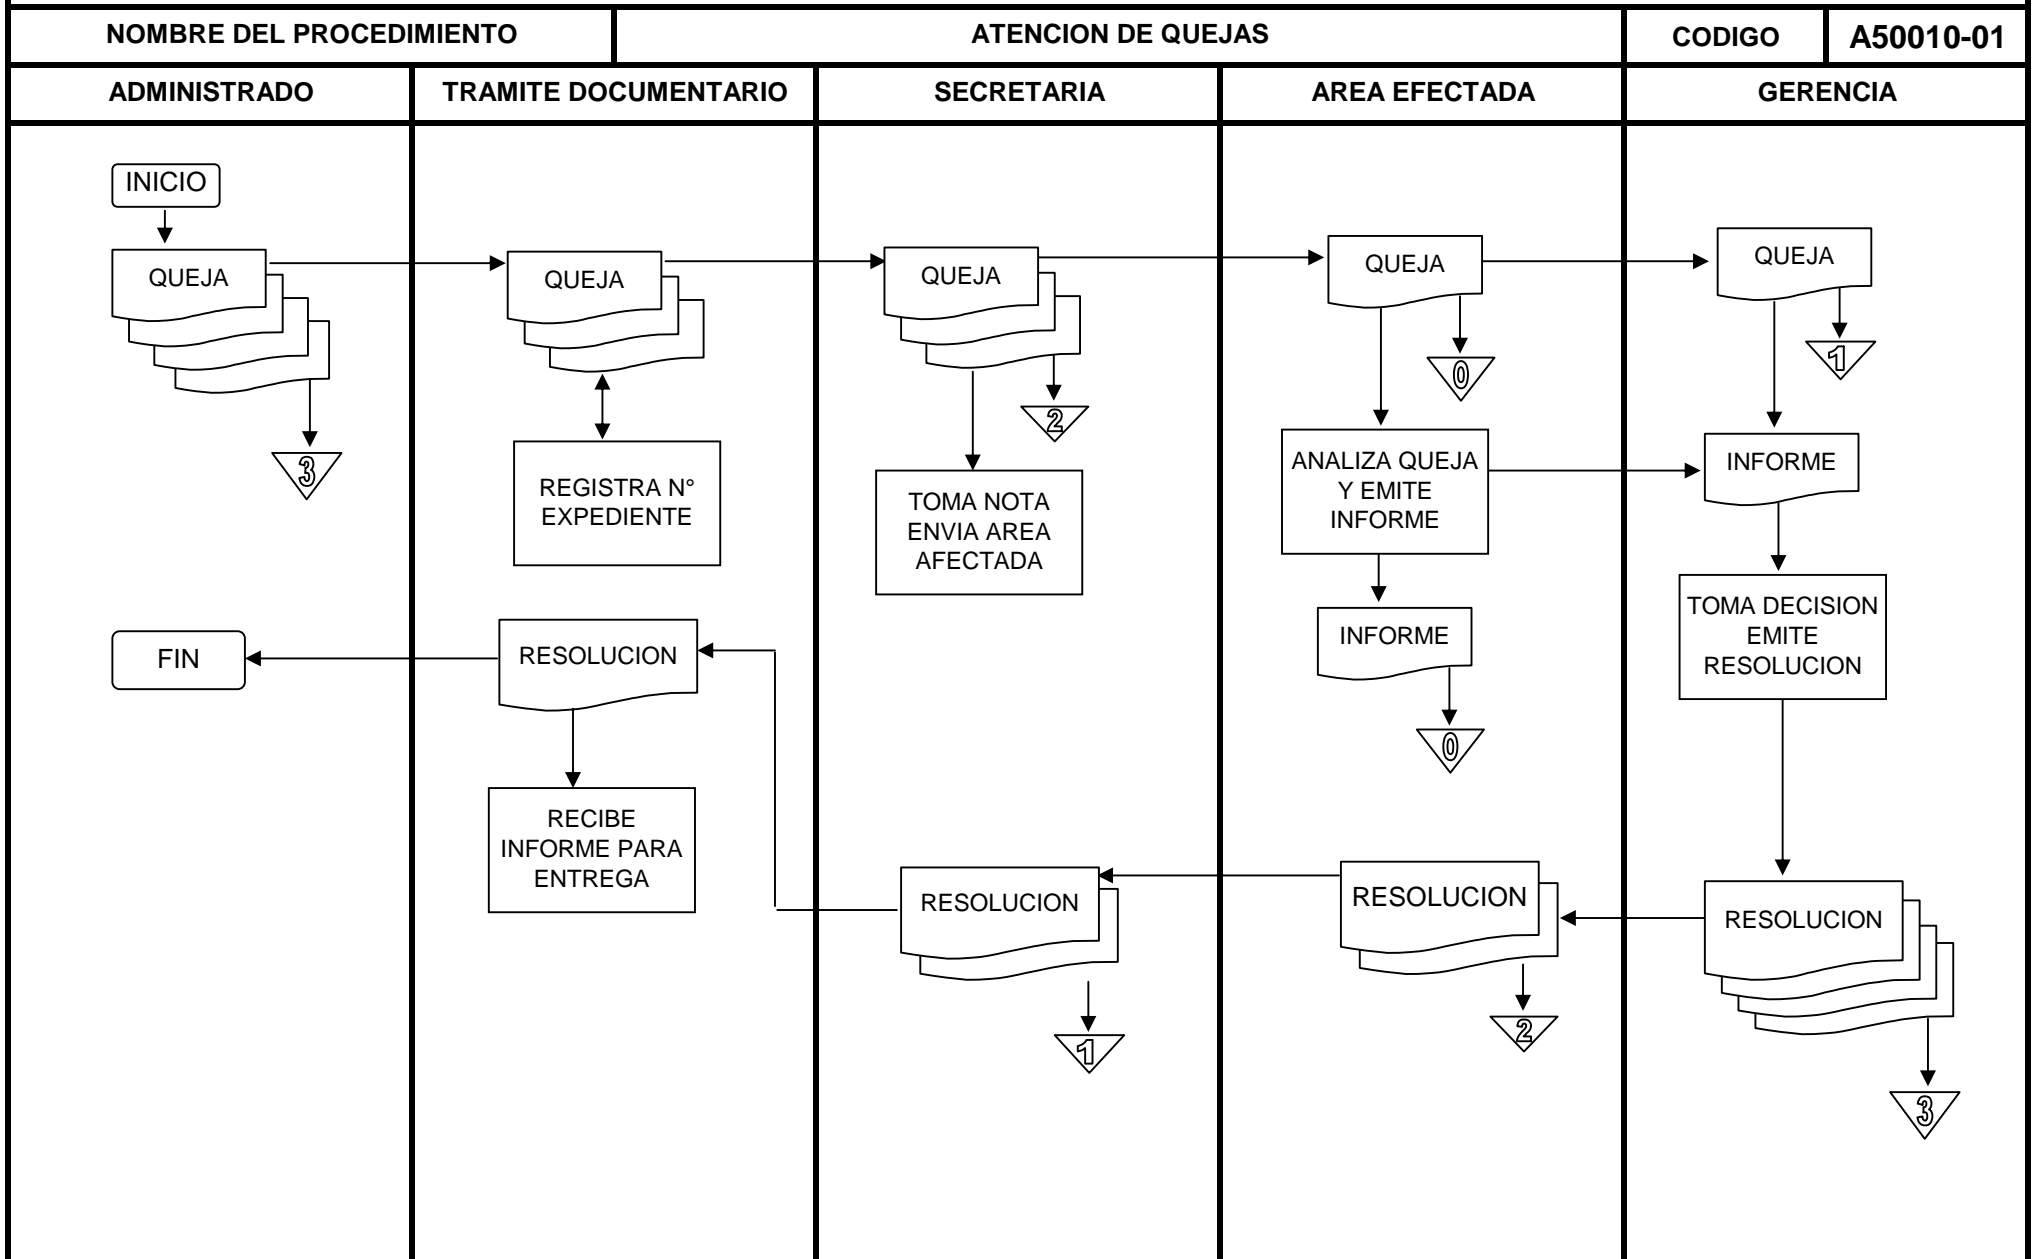 NOMBRE DEL PROCEDIMIENTO
ATENCION DE QUEJAS
CODIGO
A50010-01
ADMINISTRADO
TRAMITE DOCUMENTARIO
SECRETARIA
AREA EFECTADA
GERENCIA
INICIO
QUEJA
3
QUEJA
REGISTRA N°
EXPEDIENTE
QUEJA
2
TOMA NOTA
ENVIA AREA
AFECTADA
QUEJA
0
ANALIZA QUEJA
Y EMITE
INFORME
INFORME
0
QUEJA
1
INFORME
TOMA DECISION
EMITE
RESOLUCION
RESOLUCION
3
RESOLUCION
2
RESOLUCION
1
RESOLUCION
RECIBE
INFORME PARA
ENTREGA
FIN